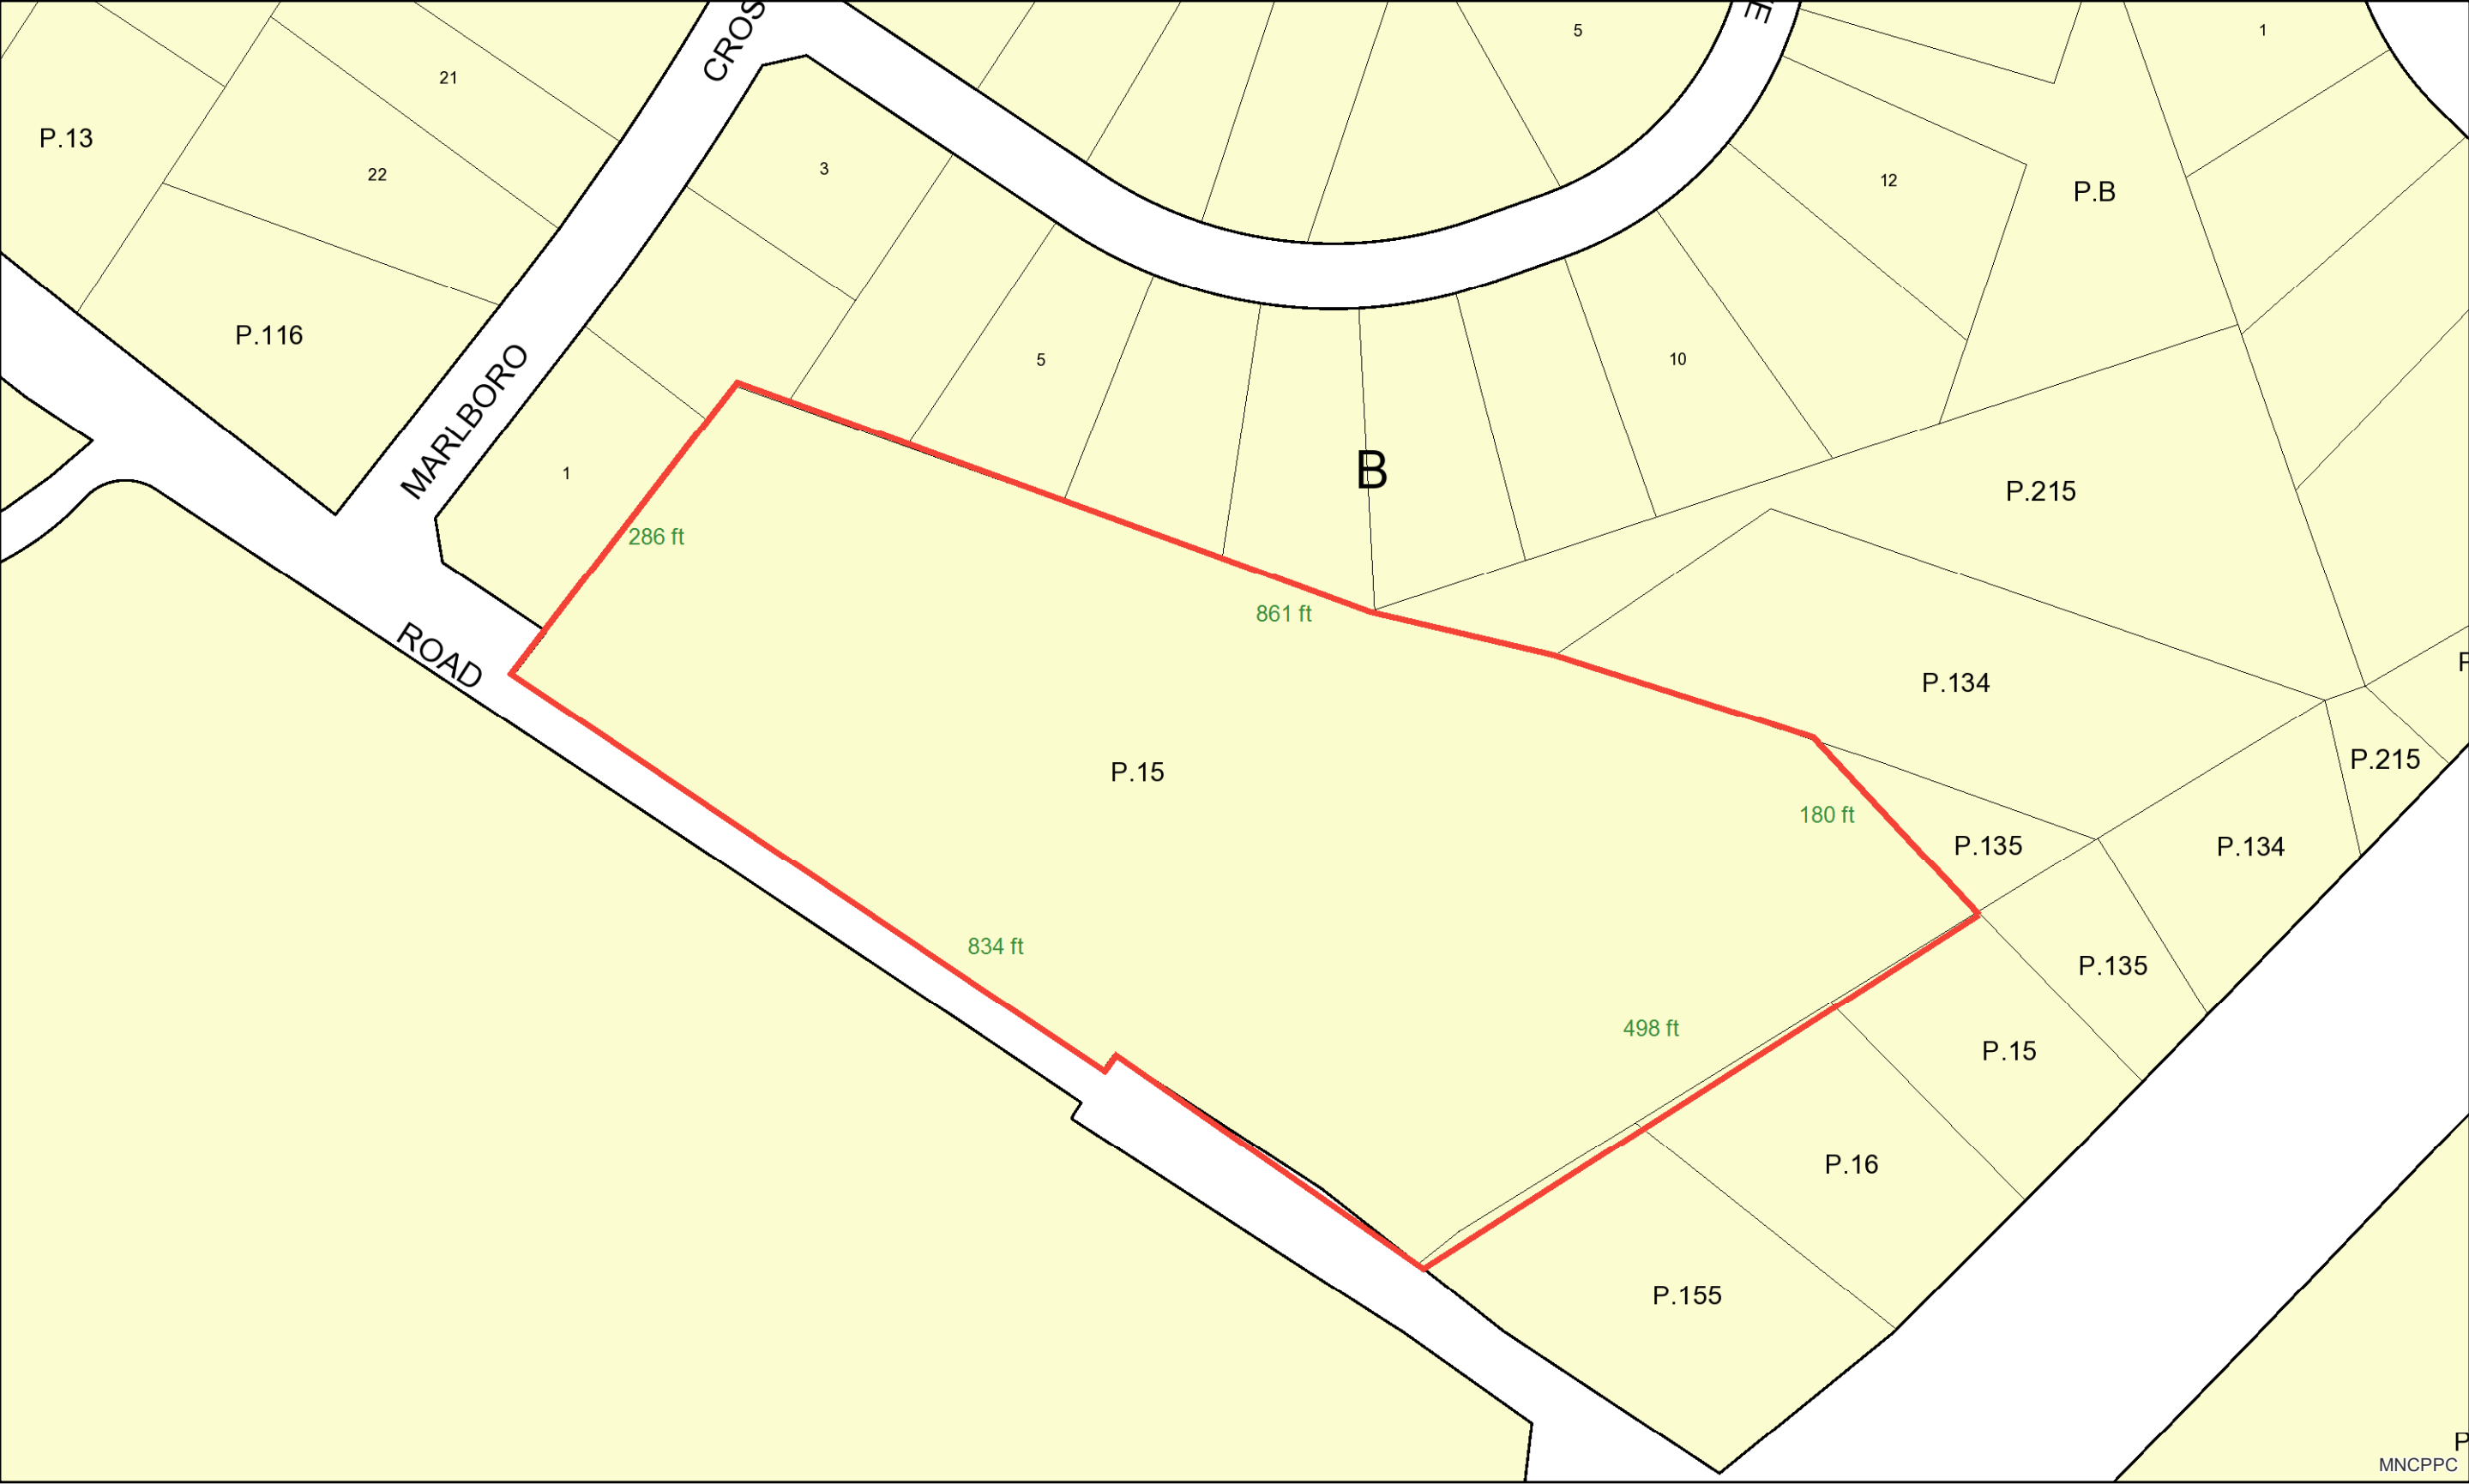 CROS
E
5
1
21
P.13
22
3
12
P.B
P.116
5
10
MARLBORO
1
B
P.215
286 ft
861 ft
ROAD
P.134
P.15
P.215
180 ft
P.135
P.134
834 ft
P.135
498 ft
P.15
P.16
P.155
P
MNCPPC